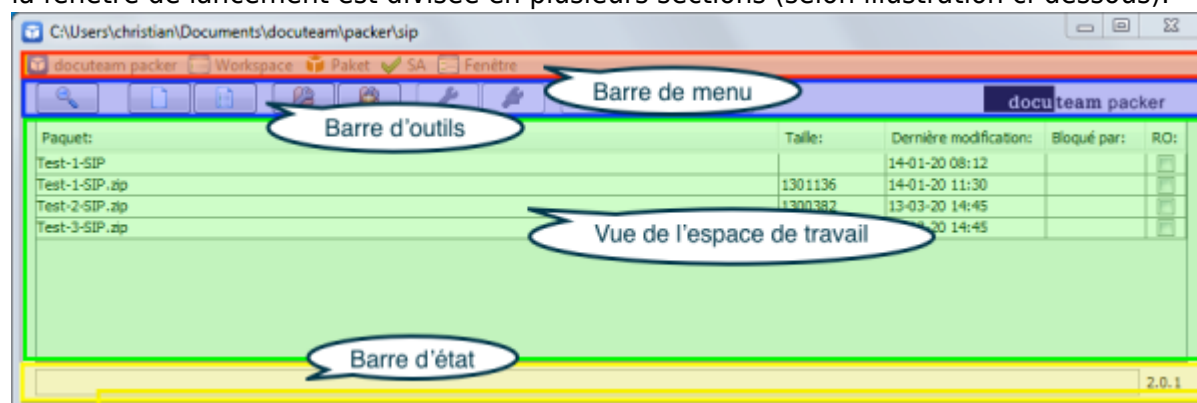 la fenêtre de lancement est divisée en plusieurs sections (selon illustration ci-dessous):
C:\Users\christian\Documents\docuteam\packer\sip
docuteam packer Workspace Paket SA Fenêtre
Barre de menu
docuteam packer
Barre d'outils
Paquet: Taille: Dernière modification: Bloqué par: RO:
Test-1-SIP 14-01-20 08:12
Test-1-SIP.zip 1301136 14-01-20 11:30
Test-2-SIP.zip 1300382 13-03-20 14:45
Test-3-SIP.zip 20 14:45
Vue de l'espace de travail
Barre d'état
2.0.1